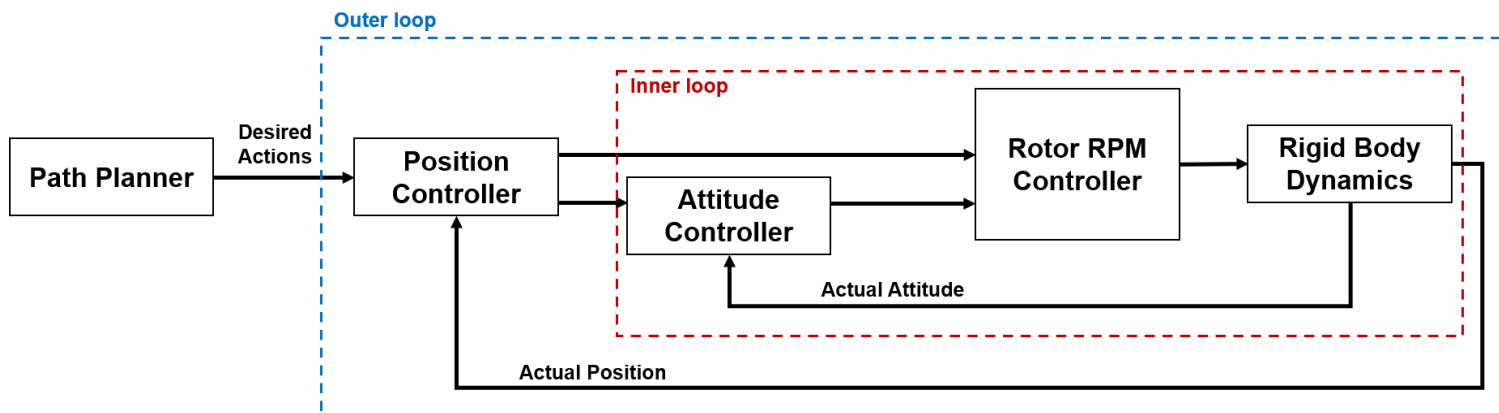 Outer loop
Inner loop
Desired
Actions
Path Planner
Position
Controller
Attitude
Controller
Rotor RPM
Controller
Rigid Body
Dynamics
Actual Attitude
Actual Position